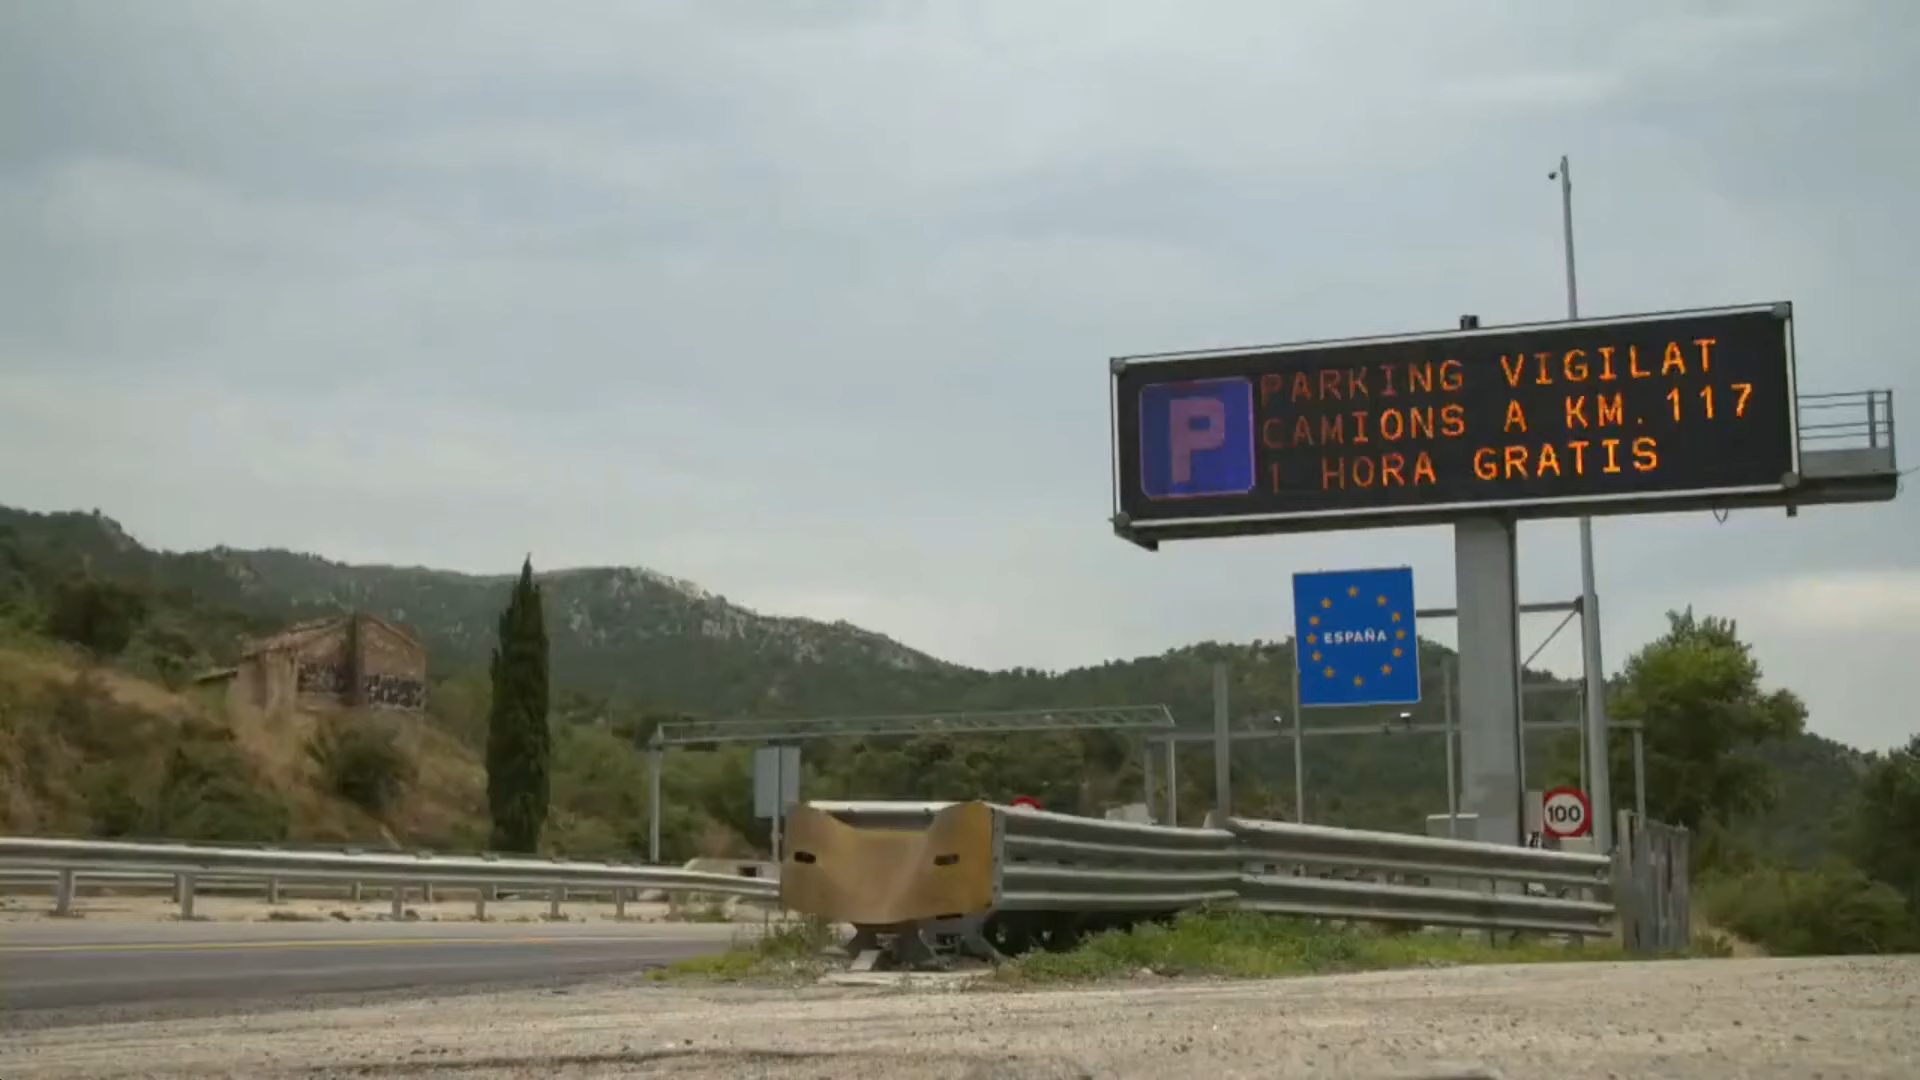 P
PARKING VIGILAT
CAMIONS A KM. 117
1 HORA GRATIS
ESPAÑA
100